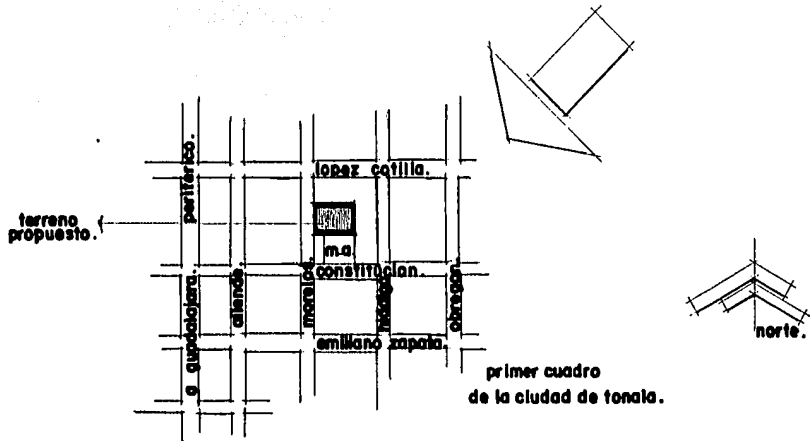 periferico.
lopez cotilla.
terreno
propuesto.
m.a.
constitucion.
a guadalajara.
allende.
morelos.
hidalgo.
obregon.
emiliano zapata.
norte.
primer cuadro
de la ciudad de tonala.